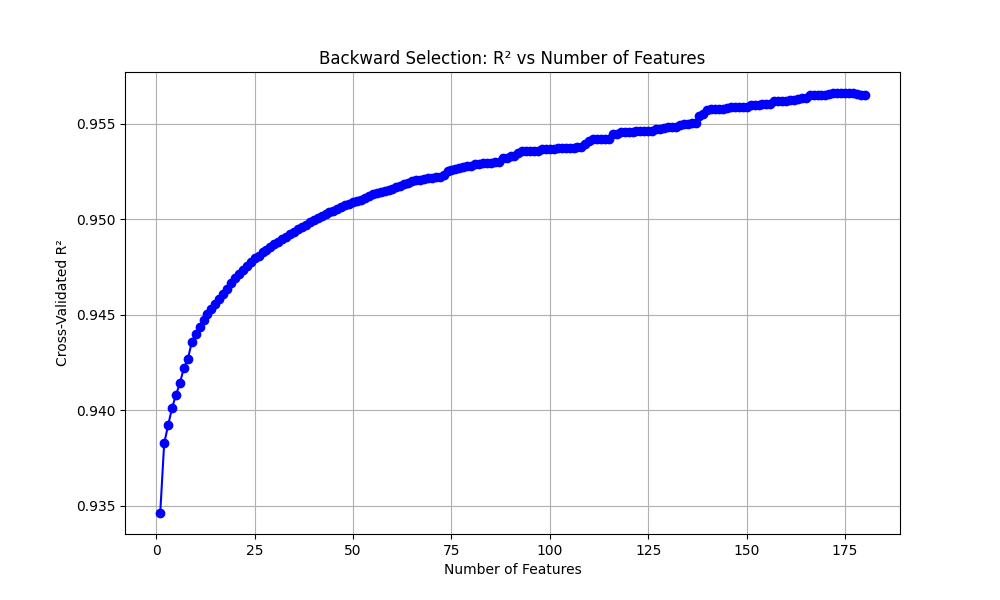 Backward Selection: R² vs Number of Features
Cross-Validated R²
0.955
0.950
0.945
0.940
0.935
0 25 50 75 100 125 150 175
Number of Features